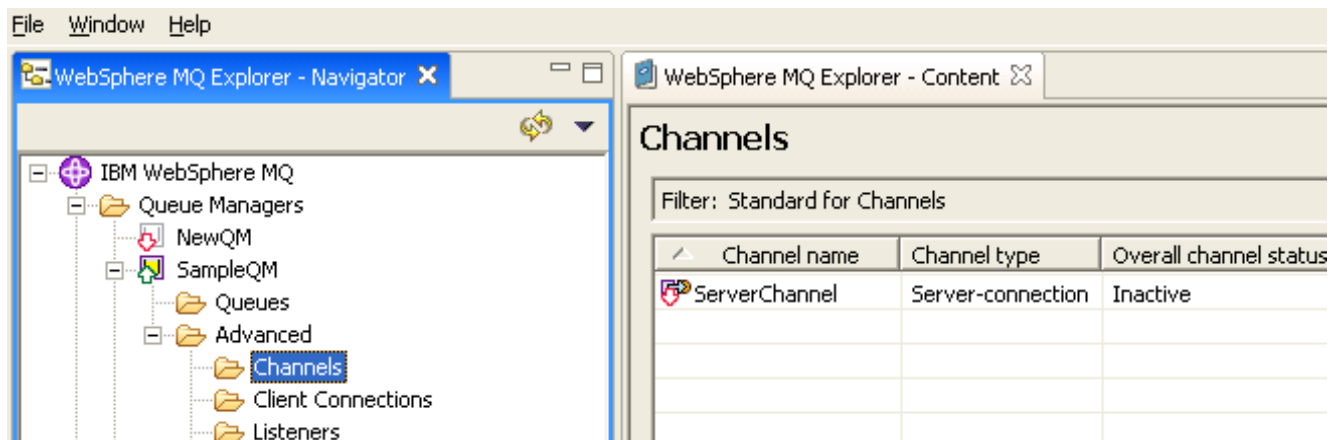 File Window Help
WebSphere MQ Explorer - Navigator
WebSphere MQ Explorer - Content
IBM WebSphere MQ
Queue Managers
NewQM
SampleQM
Queues
Advanced
Channels
Client Connections
Listeners
Channels
Filter: Standard for Channels
Channel name Channel type Overall channel status
ServerChannel Server-connection Inactive